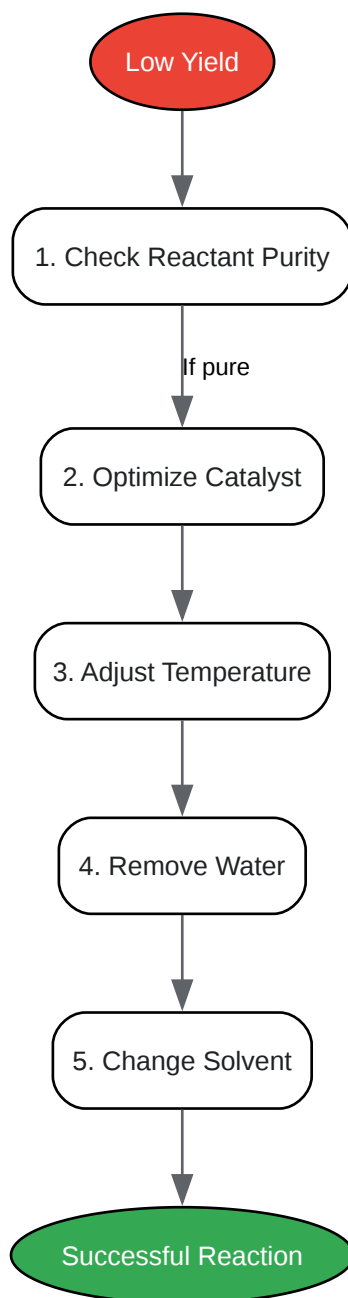 Low Yield
1. Check Reactant Purity
If pure
2. Optimize Catalyst
3. Adjust Temperature
4. Remove Water
5. Change Solvent
Successful Reaction